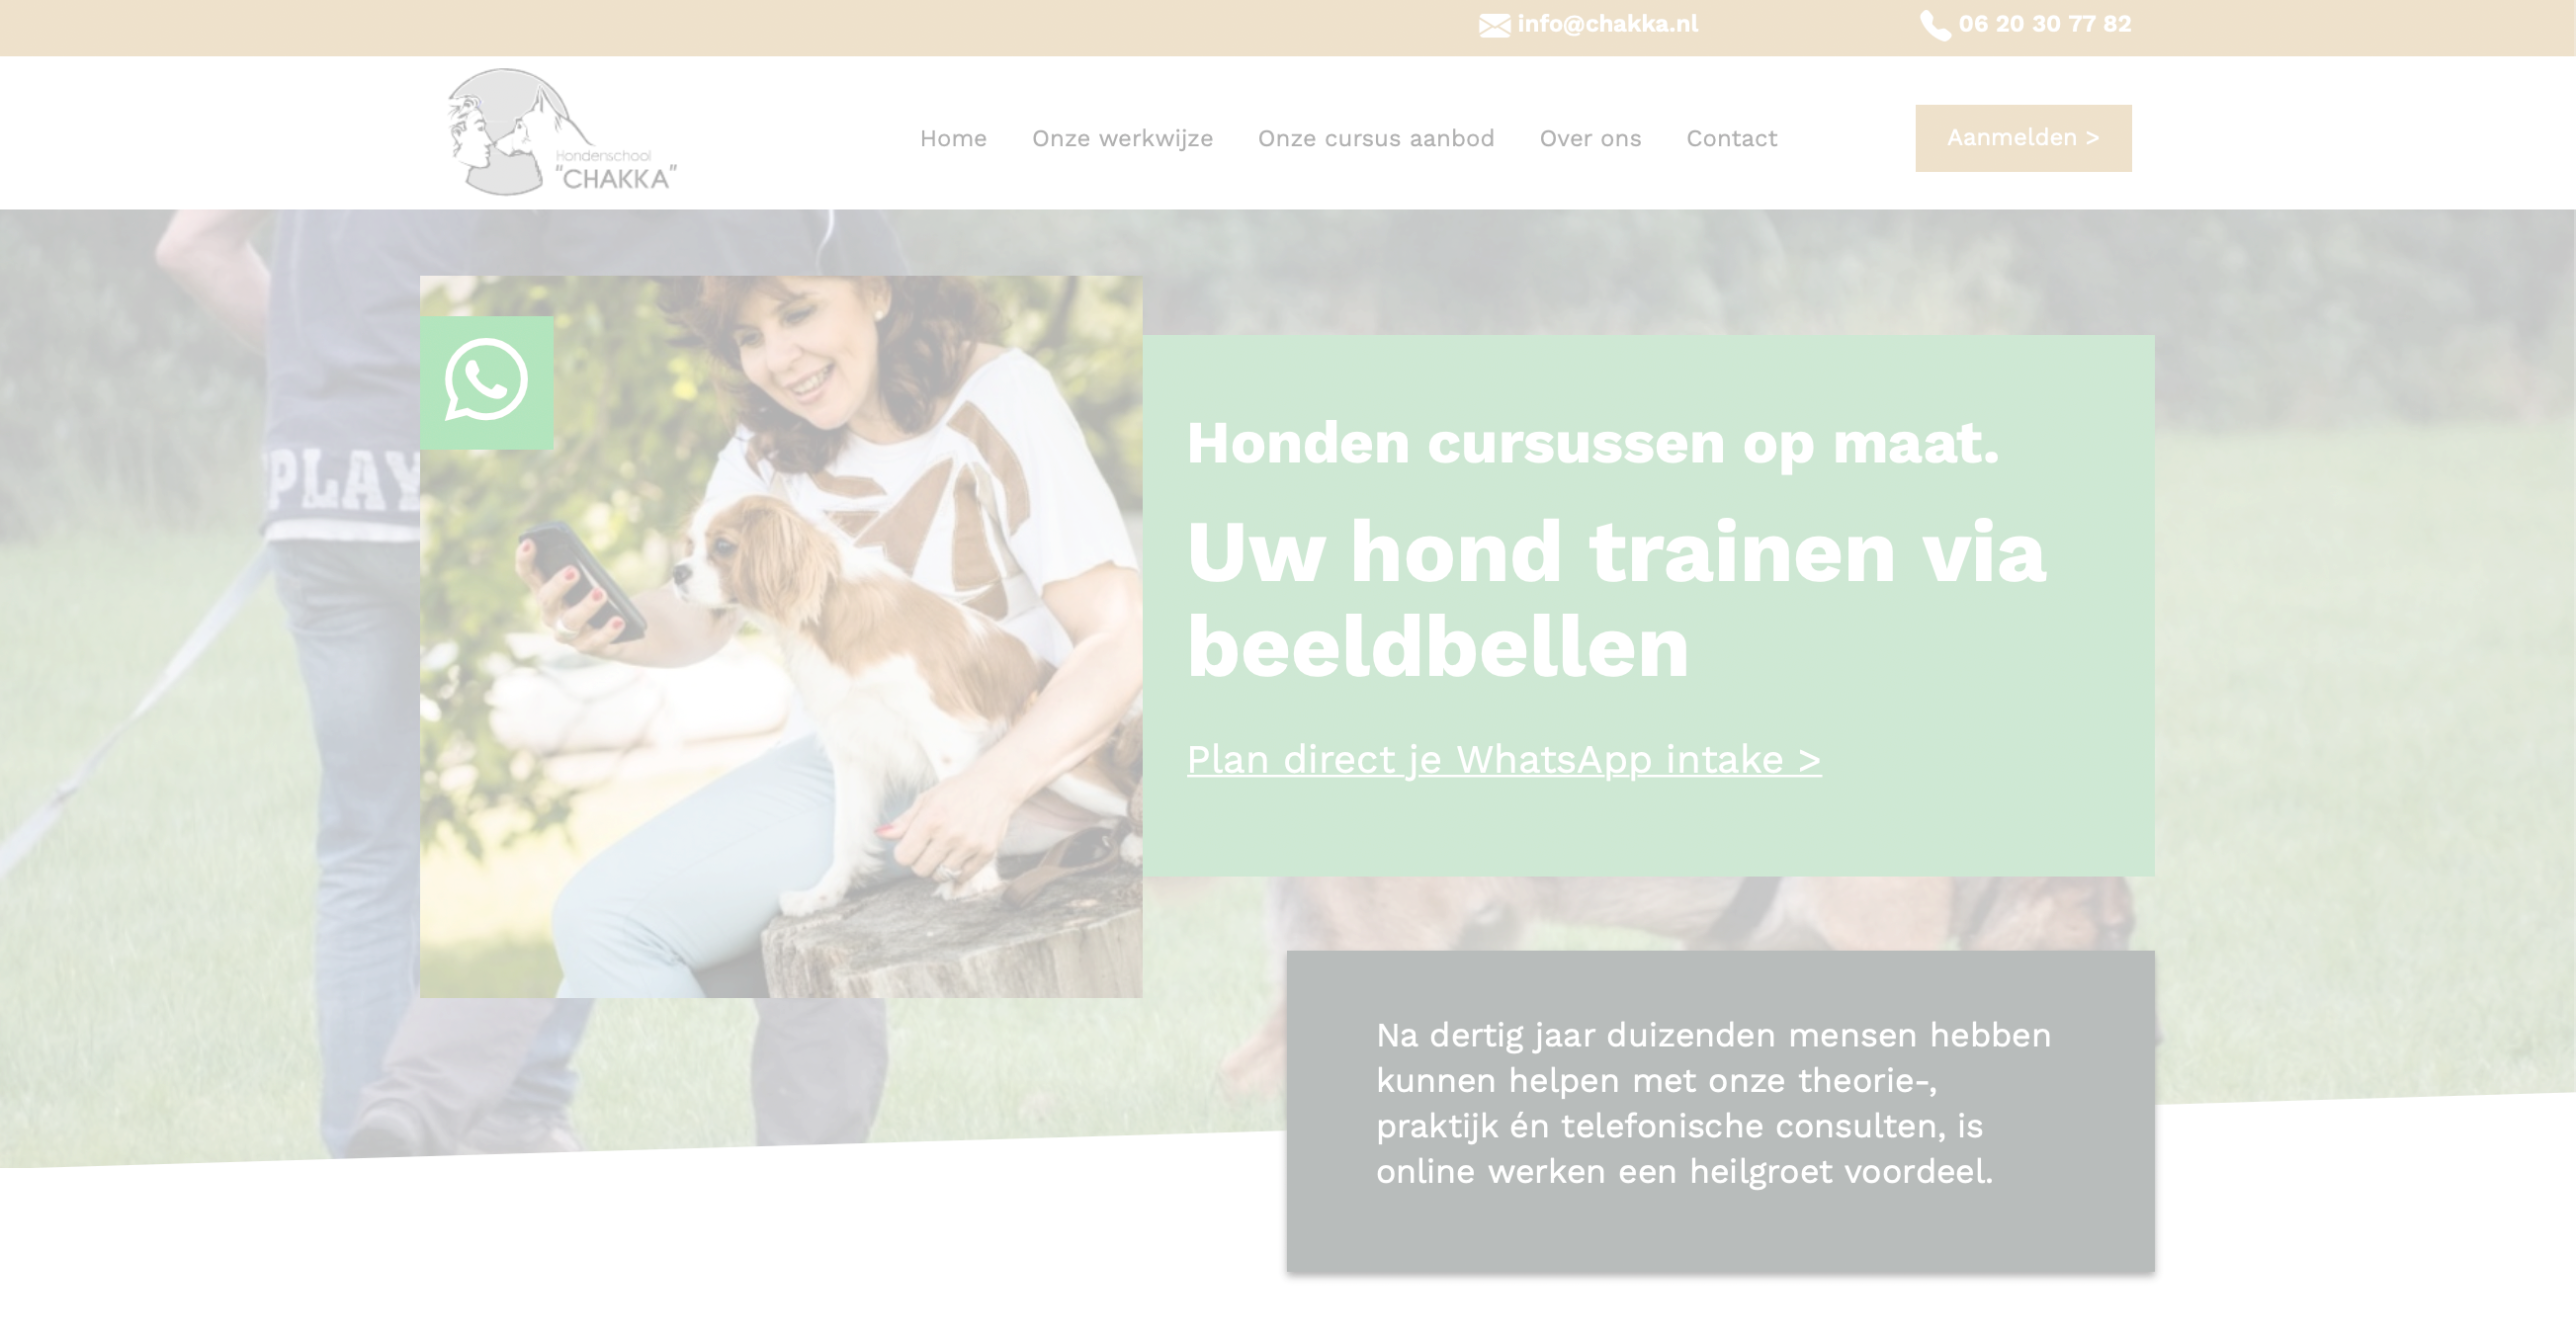 info@chakka.nl
06 20 30 77 82
Hondenschool
"CHAKKA"
Home
Onze werkwijze
Onze cursus aanbod
Over ons
Contact
Aanmelden >
PLAY
Honden cursussen op maat.
Uw hond trainen via
beeldbellen
Plan direct je WhatsApp intake >
Na dertig jaar duizenden mensen hebben
kunnen helpen met onze theorie-,
praktijk én telefonische consulten, is
online werken een heilgroet voordeel.